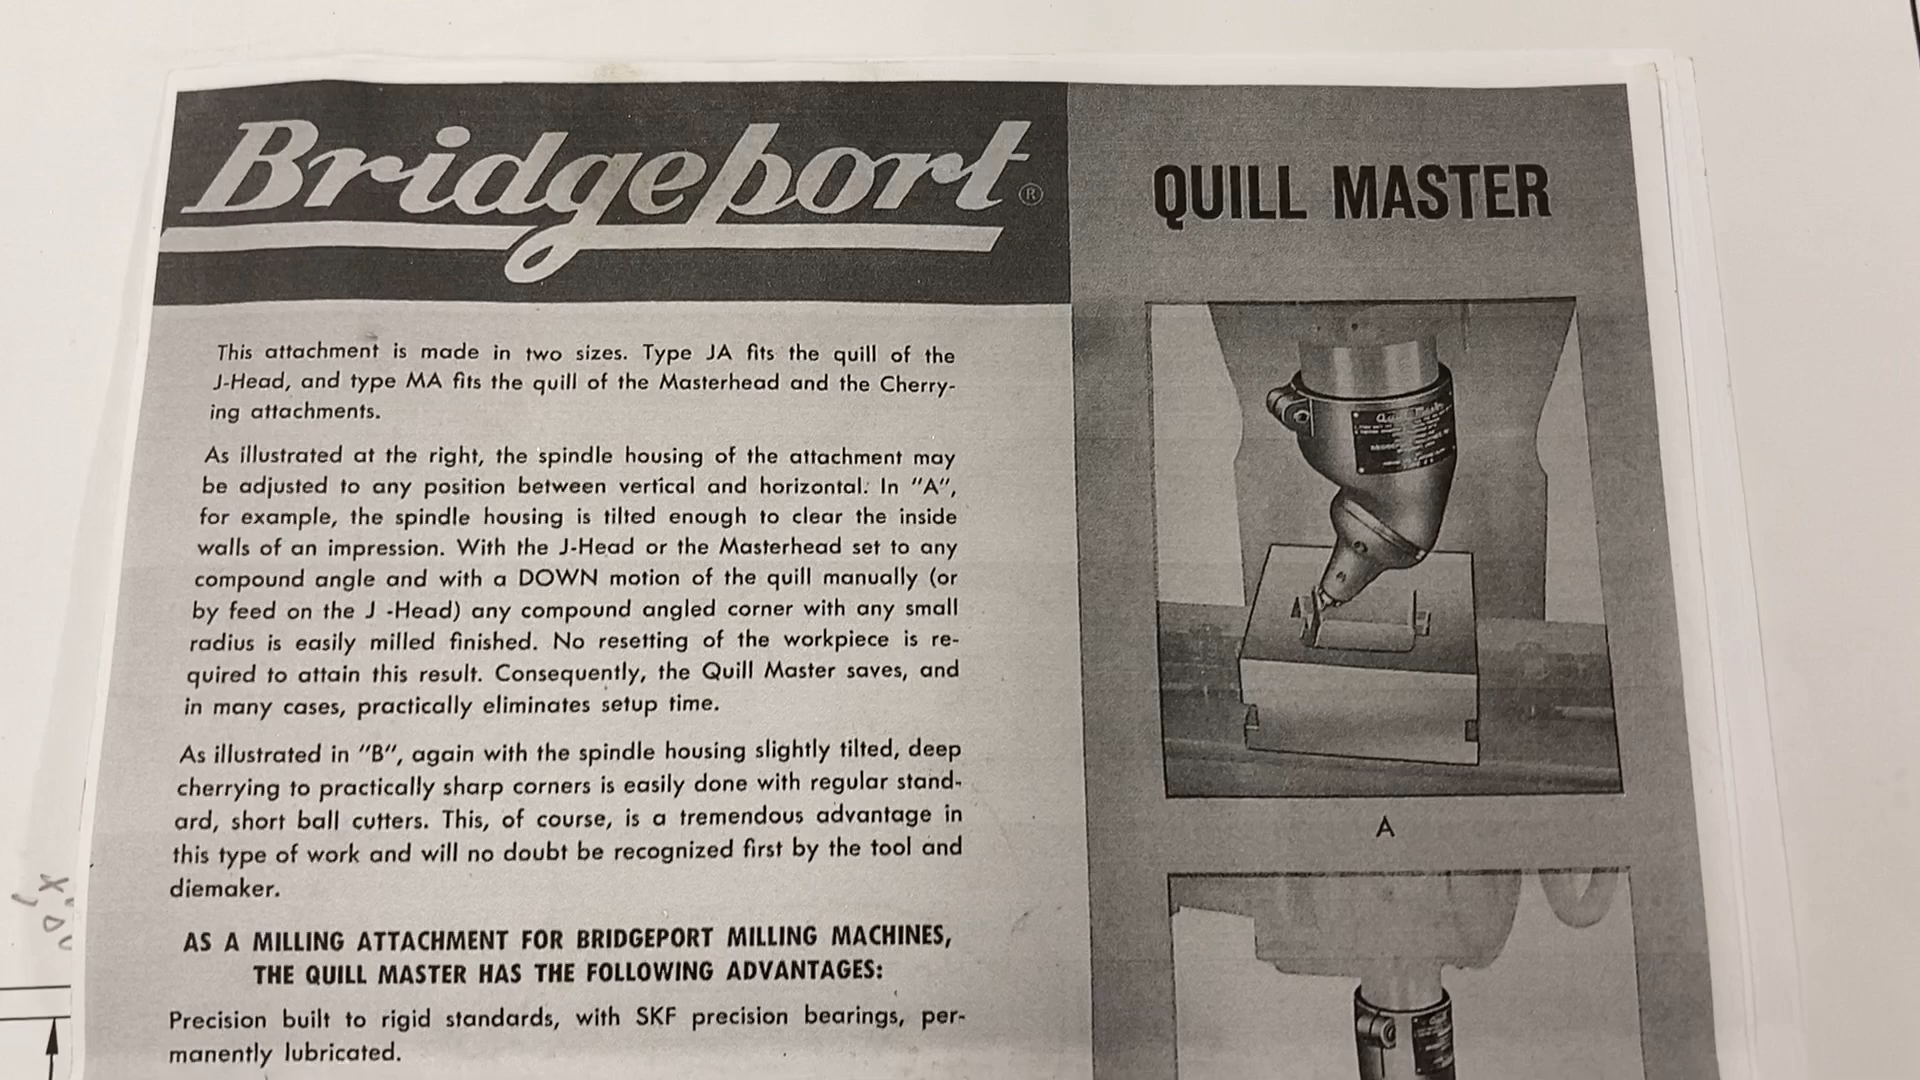 Bridgeport ®
QUILL MASTER
This attachment is made in two sizes. Type JA fits the quill of the
J-Head, and type MA fits the quill of the Masterhead and the Cherry-
ing attachments.
As illustrated at the right, the spindle housing of the attachment may
be adjusted to any position between vertical and horizontal. In "A",
for example, the spindle housing is tilted enough to clear the inside
walls of an impression. With the J-Head or the Masterhead set to any
compound angle and with a DOWN motion of the quill manually (or
by feed on the J -Head) any compound angled corner with any small
radius is easily milled finished. No resetting of the workpiece is re-
quired to attain this result. Consequently, the Quill Master saves, and
in many cases, practically eliminates setup time.
As illustrated in "B", again with the spindle housing slightly tilted, deep
cherrying to practically sharp corners is easily done with regular stand-
ard, short ball cutters. This, of course, is a tremendous advantage in
this type of work and will no doubt be recognized first by the tool and
diemaker.
AS A MILLING ATTACHMENT FOR BRIDGEPORT MILLING MACHINES,
THE QUILL MASTER HAS THE FOLLOWING ADVANTAGES:
Precision built to rigid standards, with SKF precision bearings, per-
manently lubricated.
Quill Master
A